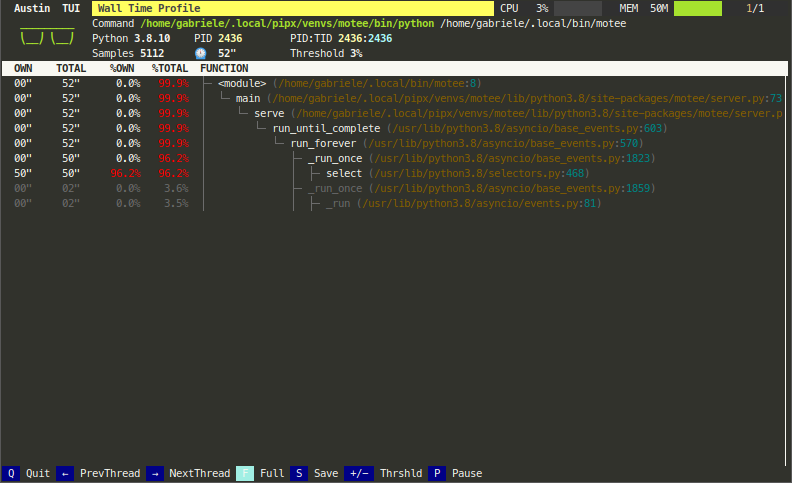 Austin TUI Wall Time Profile CPU 3% MEM 50M 1/1
Command /home/gabriele/.local/pipx/venvs/motee/bin/python /home/gabriele/.local/bin/motee
Python 3.8.10 PID 2436 PID:TID 2436:2436
Samples 5112 52" Threshold 3%
OWN TOTAL %OWN %TOTAL FUNCTION
00" 52" 0.0% 99.9% <module> (/home/gabriele/.local/bin/motee:8)
00" 52" 0.0% 99.9% main (/home/gabriele/.local/pipx/venvs/motee/lib/python3.8/site-packages/motee/server.py:73
00" 52" 0.0% 99.9% serve (/home/gabriele/.local/pipx/venvs/motee/lib/python3.8/site-packages/motee/server.p
00" 52" 0.0% 99.9% run_until_complete (/usr/lib/python3.8/asyncio/base_events.py:603)
00" 52" 0.0% 99.9% run_forever (/usr/lib/python3.8/asyncio/base_events.py:570)
00" 50" 0.0% 96.2% _run_once (/usr/lib/python3.8/asyncio/base_events.py:1823)
50" 50" 96.2% 96.2% select (/usr/lib/python3.8/selectors.py:468)
00" 02" 0.0% 3.6% _run_once (/usr/lib/python3.8/asyncio/base_events.py:1859)
00" 02" 0.0% 3.5% _run (/usr/lib/python3.8/asyncio/events.py:81)
Q Quit ← PrevThread → NextThread F Full S Save +/− Thrshld P Pause